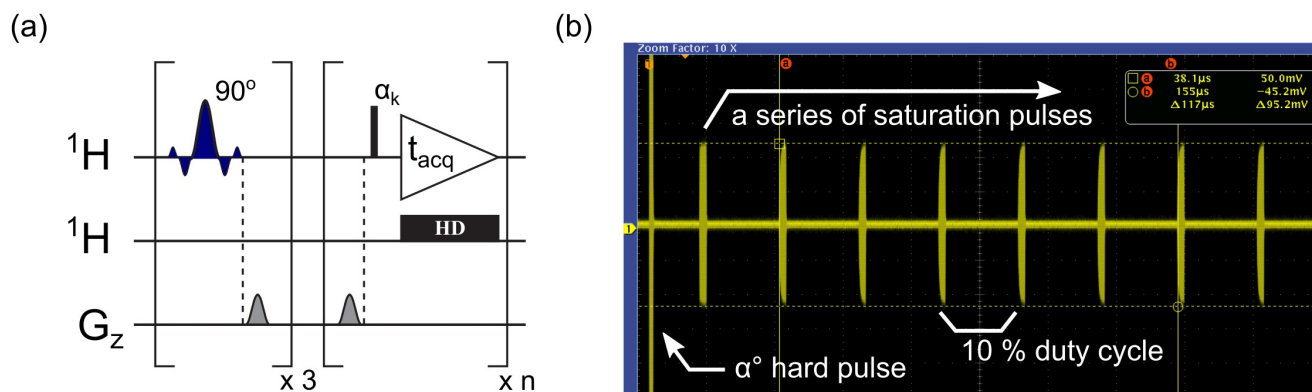 (a)
90°
αk
¹H
tacq
¹H
HD
Gz
x 3
x n
(b)
Zoom Factor: 10 X
a
b
a 38.1µs 50.0mV
b 155µs −45.2mV
Δ117µs Δ95.2mV
a series of saturation pulses
1
10 % duty cycle
α° hard pulse